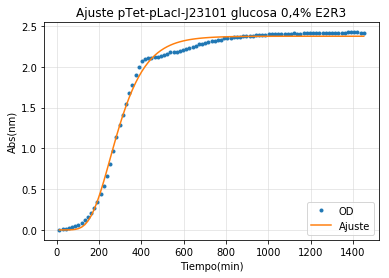 Ajuste pTet-pLacI-J23101 glucosa 0,4% E2R3
Abs(nm)
2.5
2.0
1.5
1.0
0.5
0.0
OD
Ajuste
0 200 400 600 800 1000 1200 1400
Tiempo(min)